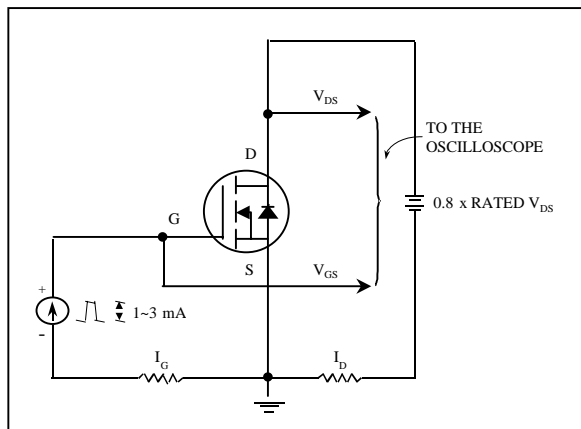 V_DS
TO THE
OSCILLOSCOPE
D
0.8 x RATED V_DS
G
S
V_GS
+
1~3 mA
-
I_G
I_D